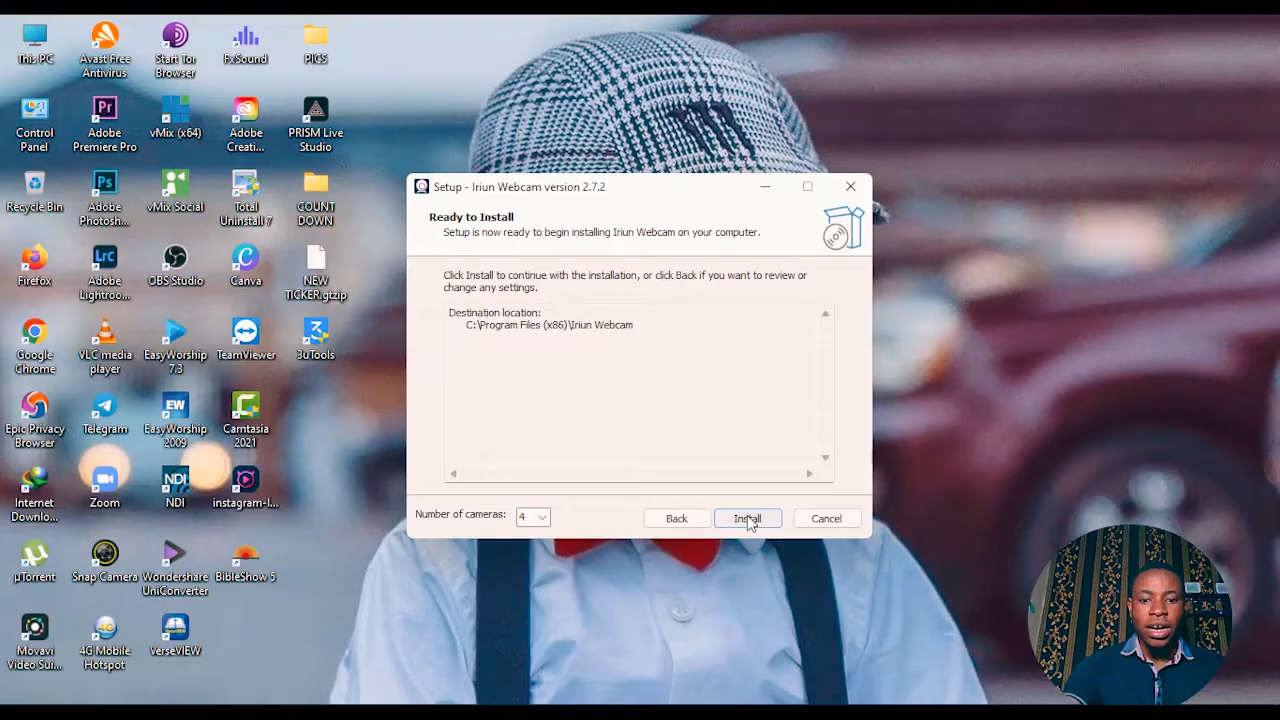 This PC
Avast Free
Antivirus
Start Tor
Browser
FxSound
PICS
Control
Panel
Adobe
Premiere Pro
vMix (x64)
Adobe
Creati...
PRISM Live
Studio
Recycle Bin
Adobe
Photosh...
vMix Social
Total
Uninstall 7
COUNT
DOWN
Firefox
Adobe
Lightroo...
OBS Studio
Canva
NEW
TICKER.gtzip
Google
Chrome
VLC media
player
EasyWorship
7.3
TeamViewer
3uTools
Epic Privacy
Browser
Telegram
EasyWorship
2009
Camtasia
2021
Internet
Downlo...
Zoom
NDI
instagram-l...
µTorrent
Snap Camera
Wondershare
UniConverter
BibleShow 5
Movavi
Video Sui...
4G Mobile
Hotspot
VerseVIEW
Setup - Iriun Webcam version 2.7.2
Ready to Install
Setup is now ready to begin installing Iriun Webcam on your computer.
Click Install to continue with the installation, or click Back if you want to review or
change any settings.
Destination location:
C:\Program Files (x86)\Iriun Webcam
Number of cameras:
4
Back
Install
Cancel